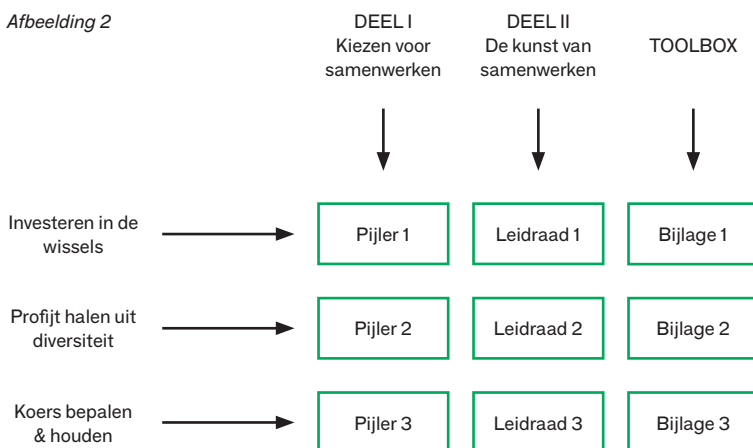 Afbeelding 2
DEEL I
Kiezen voor
samenwerken
DEEL II
De kunst van
samenwerken
TOOLBOX
Investeren in de
wissels
Pijler 1
Leidraad 1
Bijlage 1
Profijt halen uit
diversiteit
Pijler 2
Leidraad 2
Bijlage 2
Koers bepalen
& houden
Pijler 3
Leidraad 3
Bijlage 3